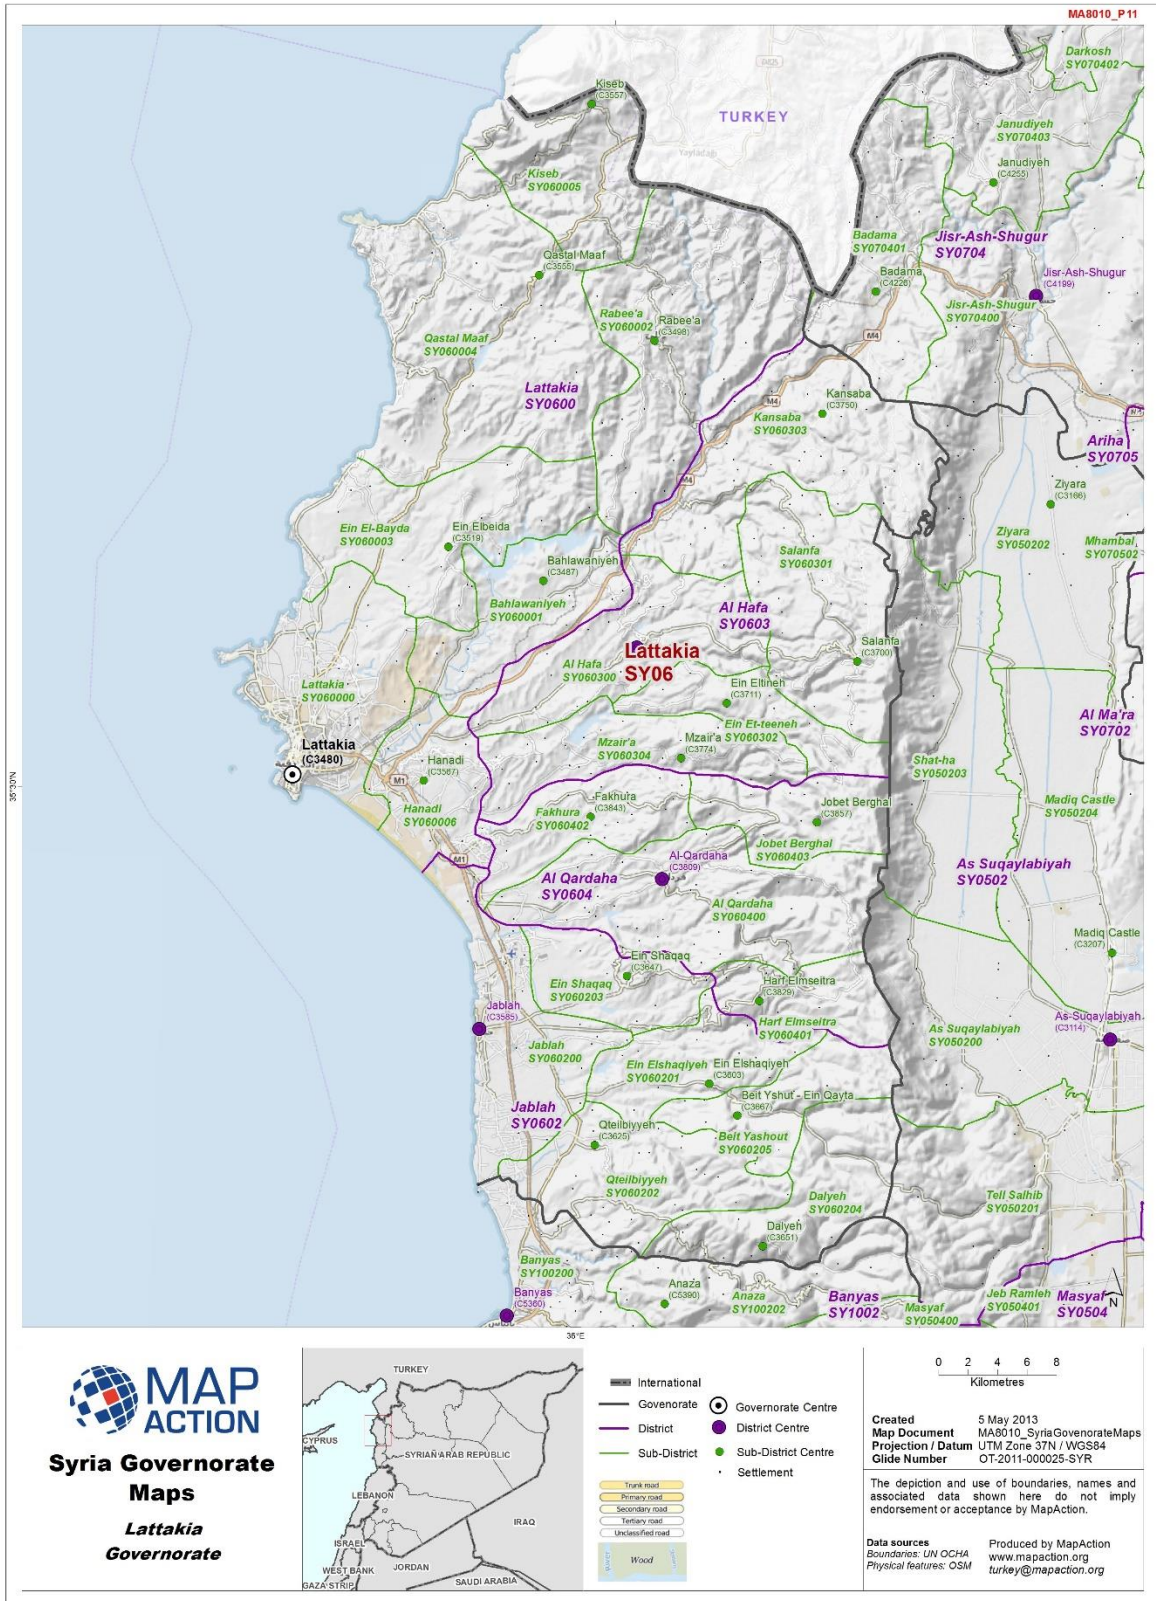 MA8010_P11
Darkosh
SY070402
Kiseb
(C3557)
TURKEY
Janudiyeh
SY070403
Yayladağı
Janudiyeh
(C4255)
Kiseb
SY060005
Badama
SY070401
Jisr-Ash-Shugur
SY0704
Qastal Maaf
(C3555)
Badama
(C4226)
Jisr-Ash-Shugur
(C4199)
Jisr-Ash-Shugur
SY070400
Rabee'a
SY060002
Rabee'a
(C3498)
Qastal Maaf
SY060004
M4
Lattakia
SY0600
Kansaba
(C3750)
M4
Kansaba
SY060303
Ariha
SY0705
M4
Ziyara
(C3166)
Ein El-Bayda
SY060003
Ein Elbeida
(C3519)
Ziyara
SY050202
Mhambal
SY070502
Salanfa
SY060301
Bahlawaniyeh
(C3487)
Bahlawaniyeh
SY060001
Al Hafa
SY0603
Lattakia
SY06
Salanfa
(C3700)
Al Hafa
SY060300
Lattakia
SY060000
Ein Eltineh
(C3711)
Al Ma'ra
SY0702
Ein Et-teeneh
SY060302
Lattakia
(C3480)
Mzair'a
SY060304
Mzair'a
(C3774)
Shat-ha
SY050203
Hanadi
(C3567)
M1
35°30'N
Hanadi
SY060006
Fakhura
SY060402
Fakhura
(C3843)
Jobet Berghal
(C3857)
Madiq Castle
SY050204
Jobet Berghal
SY060403
M1
Al-Qardaha
(C3809)
As Suqaylabiyah
SY0502
Al Qardaha
SY0604
Al Qardaha
SY060400
Madiq Castle
(C3207)
Ein Shaqaq
(C3647)
Ein Shaqaq
SY060203
Harf Elmseitra
(C3829)
Jablah
(C3585)
Harf Elmseitra
SY060401
As Suqaylabiyah
SY050200
As-Suqaylabiyah
(C3114)
Jablah
SY060200
Ein Elshaqiyeh
SY060201
Ein Elshaqiyeh
(C3603)
Beit Yshut - Ein Qayta
(C3667)
Jablah
SY0602
Qteilbiyyeh
(C3625)
Beit Yashout
SY060205
Qteilbiyyeh
SY060202
Dalyeh
SY060204
Tell Salhib
SY050201
Dalyeh
(C3651)
Banyas
SY100200
Banyas
(C5360)
Anaza
(C5390)
Anaza
SY100202
Banyas
SY1002
Masyaf
SY050400
Jeb Ramleh
SY050401
Masyaf
SY0504
N
36°E
MAP
ACTION
Syria Governorate
Maps
Lattakia
Governorate
TURKEY
CYPRUS
SYRIAN ARAB REPUBLIC
LEBANON
IRAQ
ISRAEL
WEST BANK
JORDAN
GAZA STRIP
SAUDI ARABIA
International
Govenorate
District
Sub-District
Governorate Centre
District Centre
Sub-District Centre
Settlement
Trunk road
Primary road
Secondary road
Tertiary road
Unclassified road
Wood
0 2 4 6 8
Kilometres
Created 5 May 2013
Map Document MA8010_SyriaGovenorateMaps
Projection / Datum UTM Zone 37N / WGS84
Glide Number OT-2011-000025-SYR
The depiction and use of boundaries, names and
associated data shown here do not imply
endorsement or acceptance by MapAction.
Data sources
Boundaries: UN OCHA
Physical features: OSM
Produced by MapAction
www.mapaction.org
turkey@mapaction.org